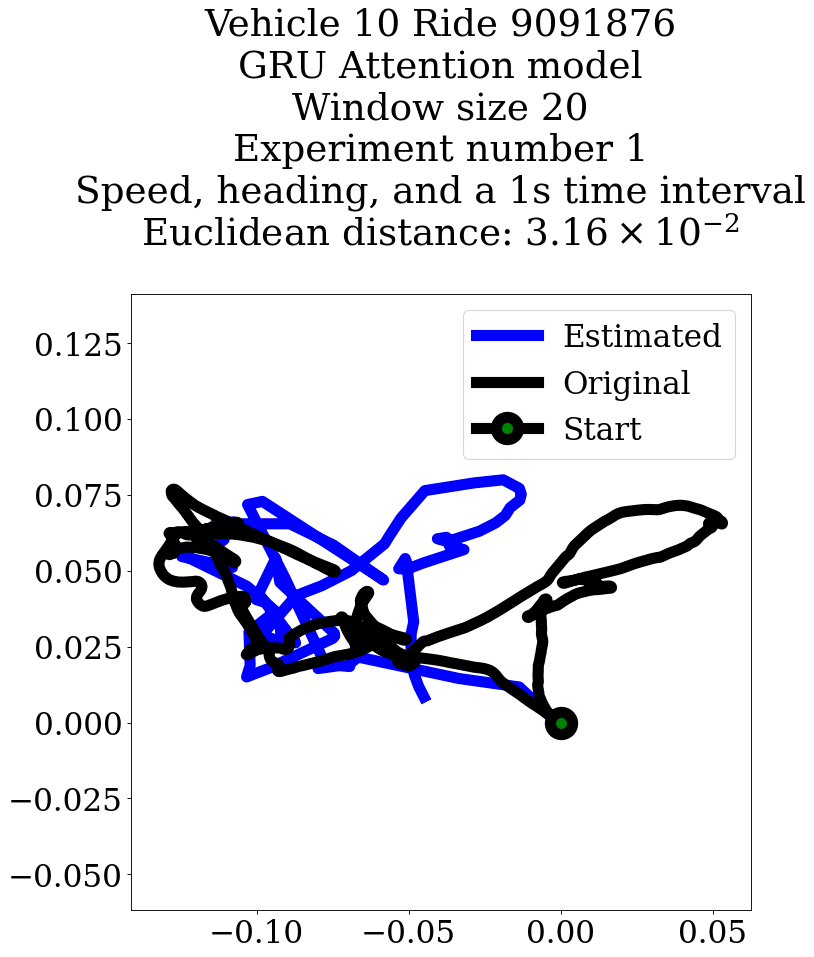 Vehicle 10 Ride 9091876
GRU Attention model
Window size 20
Experiment number 1
Speed, heading, and a 1s time interval
Euclidean distance: 3.16 × 10⁻²
Estimated
Original
Start
0.125
0.100
0.075
0.050
0.025
0.000
−0.025
−0.050
−0.10 −0.05 0.00 0.05